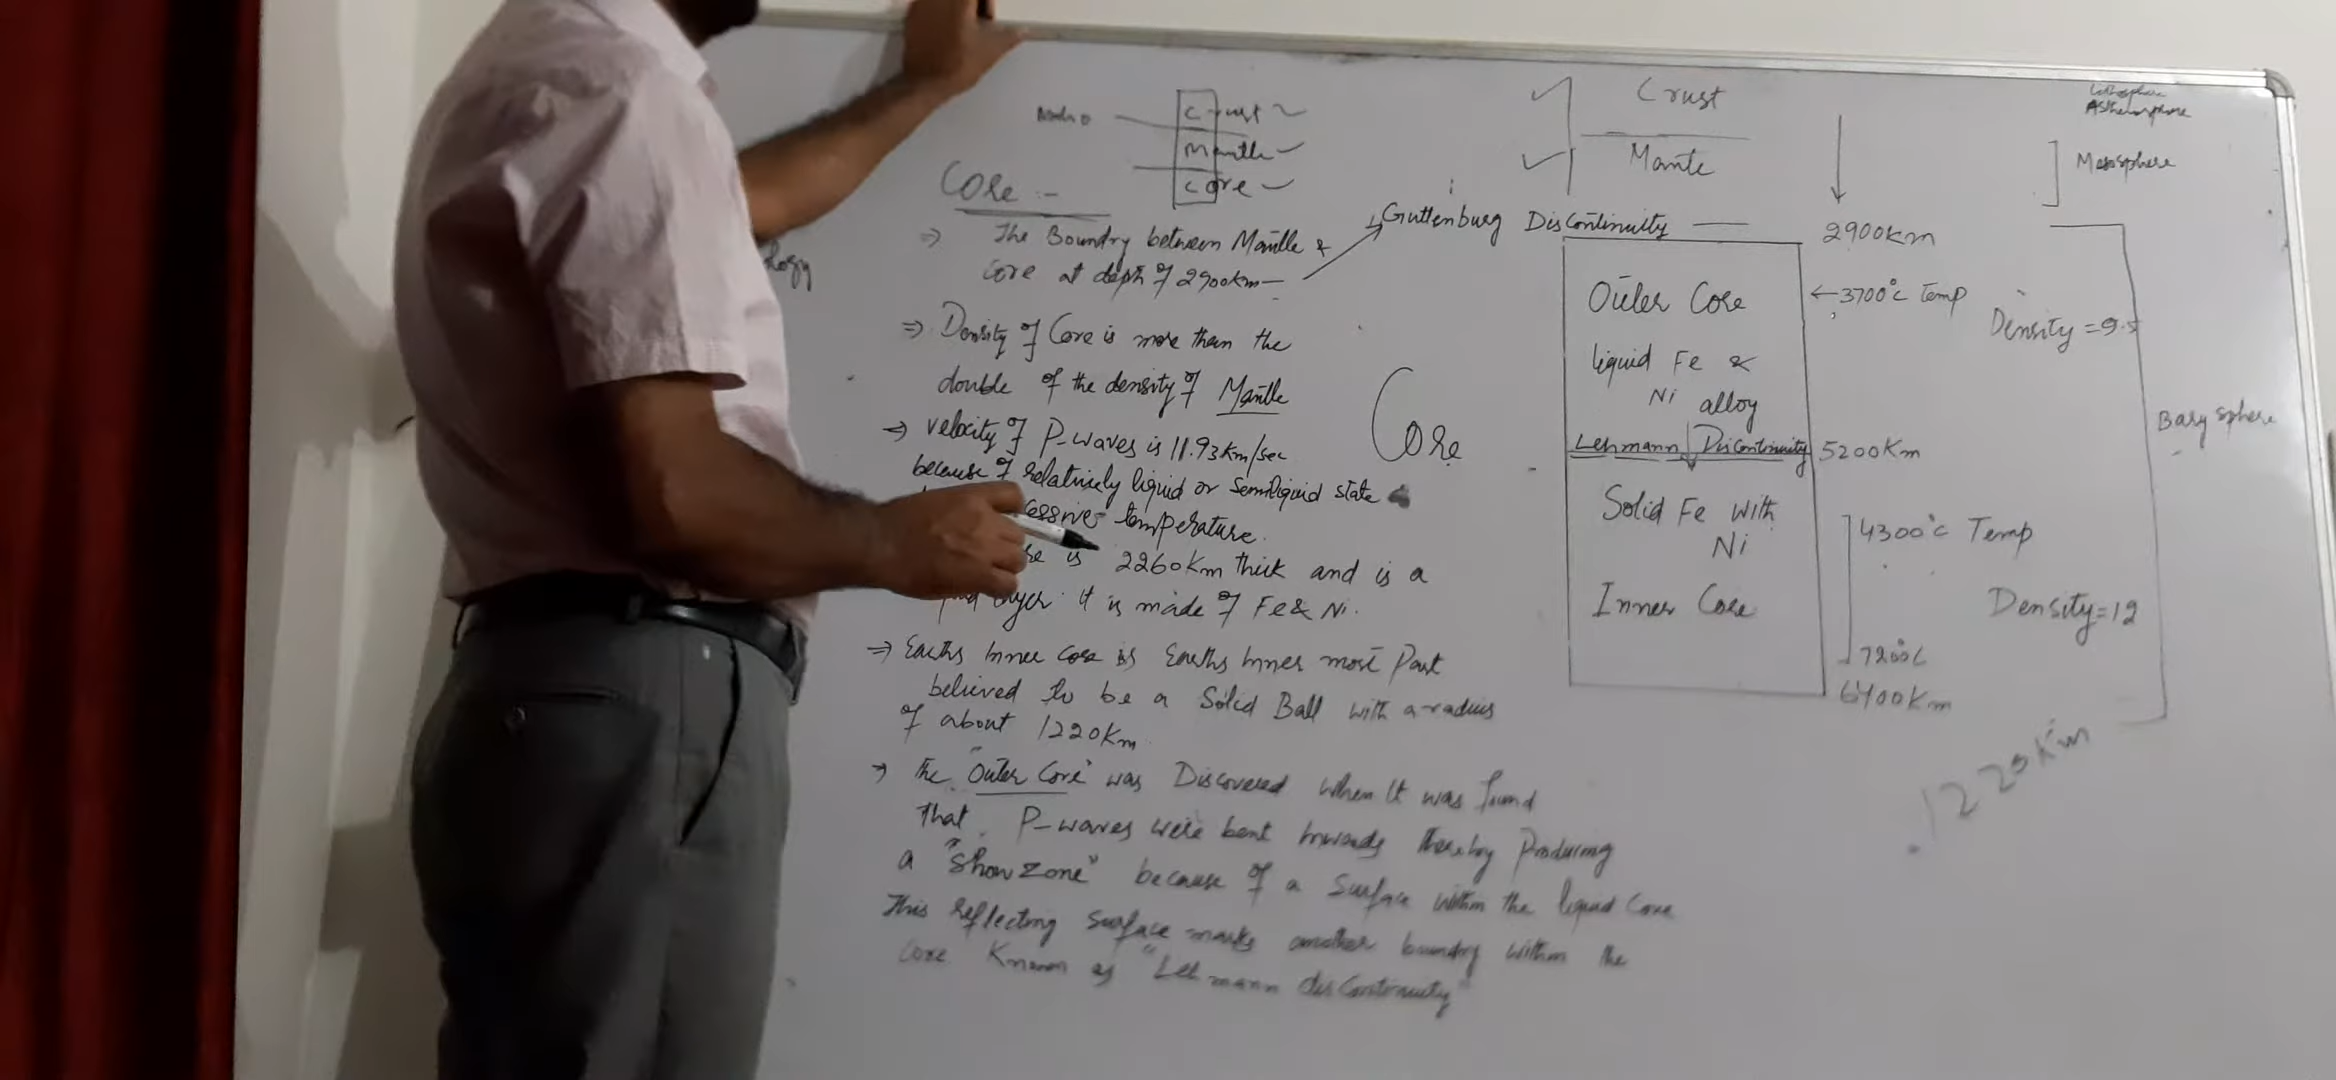 Crust
Mantle
Core
Core :-
⇒ The Boundry between Mantle &
Core at depth of 2900km —
⇒ Density of Core is more than the
double of the density of Mantle
⇒ velocity of P-waves is 11.93km/sec
because of relatively liquid or Semiliquid state
temperature.
is 2260Km thick and is a
layer. it is made of Fe & Ni.
⇒ Earths Inner core is Earths Inner most Part
believed to be a Solid Ball with a radius
of about 1220Km
→ The "Outer Core" was Discovered when it was found
that P-waves were bent Inwards thereby Producing
a "Show Zone" because of a Surface within the liquid Core
This reflecting Surface marks another boundry within the
Core Known as "Lehmann discontinuity"
Core
Crust
Mante
Guttenburg Discontinuity — 2900km
Outer Core
liquid Fe &
Ni alloy
Lehmann Discontinuity 5200Km
Solid Fe with
Ni
Inner Core
←3700°c Temp
Density = 9.5
4300°c Temp
Density=12
7200c
6400Km
1220Km
Mesosphere
Barysphere